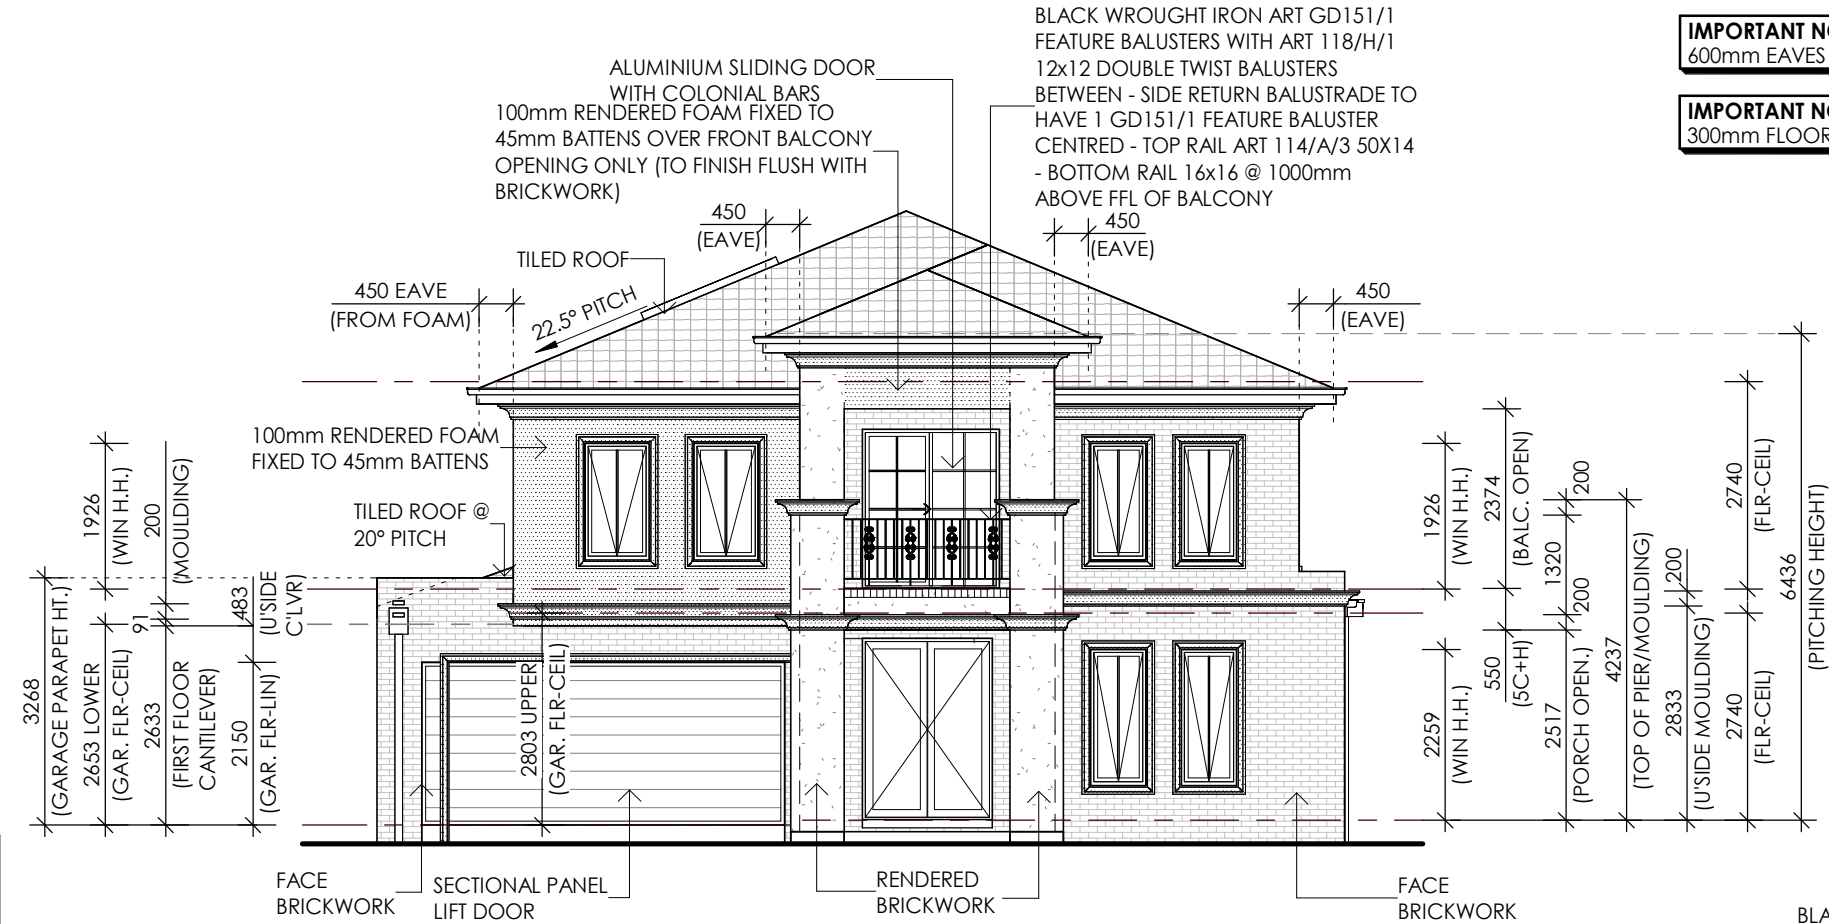 BLACK WROUGHT IRON ART GD151/1
FEATURE BALUSTERS WITH ART 118/H/1
12x12 DOUBLE TWIST BALUSTERS
BETWEEN - SIDE RETURN BALUSTRADE TO
HAVE 1 GD151/1 FEATURE BALUSTER
CENTRED - TOP RAIL ART 114/A/3 50X14
- BOTTOM RAIL 16x16 @ 1000mm
ABOVE FFL OF BALCONY
IMPORTANT NO
600mm EAVES
IMPORTANT NO
300mm FLOOR
ALUMINIUM SLIDING DOOR
WITH COLONIAL BARS
100mm RENDERED FOAM FIXED TO
45mm BATTENS OVER FRONT BALCONY
OPENING ONLY (TO FINISH FLUSH WITH
BRICKWORK)
450
(EAVE)
450
(EAVE)
TILED ROOF
22.5° PITCH
450 EAVE
(FROM FOAM)
450
(EAVE)
100mm RENDERED FOAM
FIXED TO 45mm BATTENS
TILED ROOF @
20° PITCH
3268
(GARAGE PARAPET HT.)
1926
(WIN H.H.)
2653 LOWER
(GAR. FLR-CEIL)
200
(MOULDING)
91
2633
(FIRST FLOOR
CANTILEVER)
483
(U'SIDE
C'LVR)
2150
(GAR. FLR-LIN)
2803 UPPER
(GAR. FLR-CEIL)
1926
(WIN H.H.)
2259
(WIN H.H.)
2374
(BALC. OPEN)
550
(5C+H)
200
1320
200
2517
(PORCH OPEN.)
4237
(TOP OF PIER/MOULDING)
200
2833
(U'SIDE MOULDING)
2740
(FLR-CEIL)
2740
(FLR-CEIL)
6436
(PITCHING HEIGHT)
FACE
BRICKWORK
SECTIONAL PANEL
LIFT DOOR
RENDERED
BRICKWORK
FACE
BRICKWORK
BLA